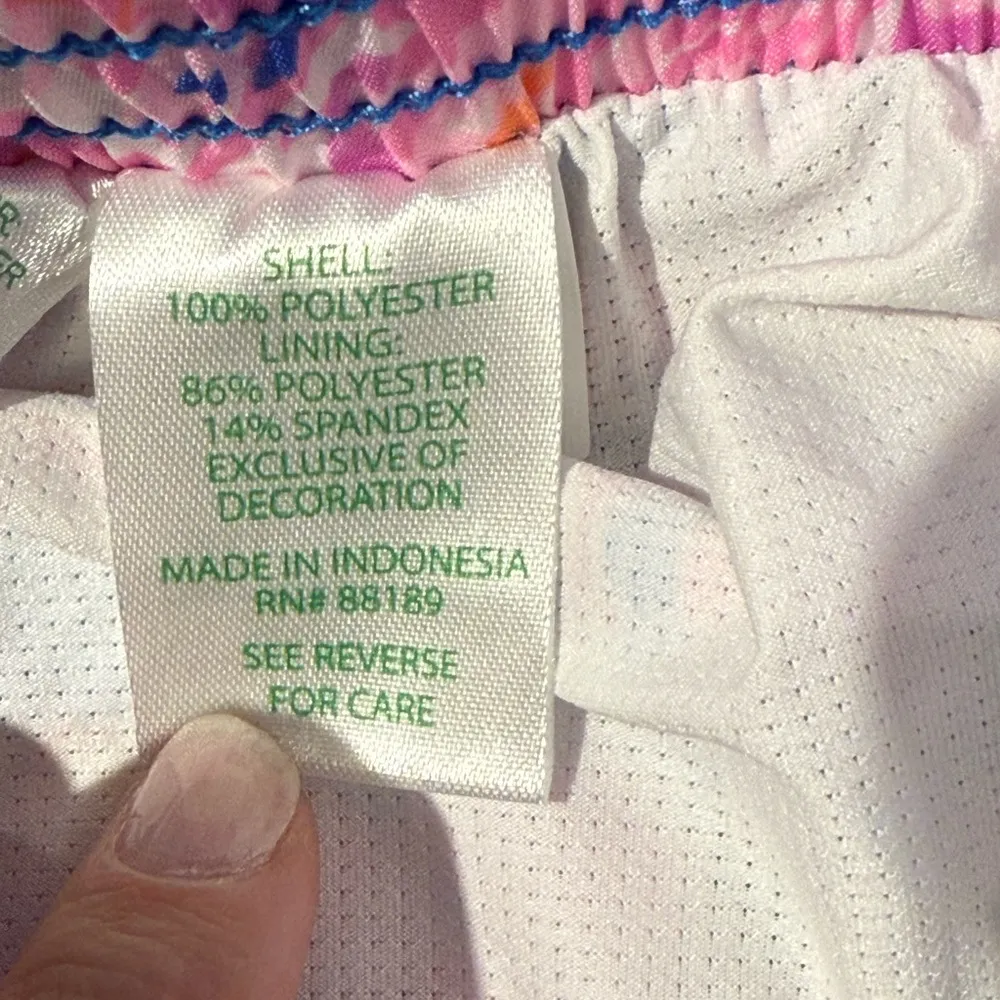 SHELL:
100% POLYESTER
LINING:
86% POLYESTER
14% SPANDEX
EXCLUSIVE OF
DECORATION
MADE IN INDONESIA
RN# 88189
SEE REVERSE
FOR CARE